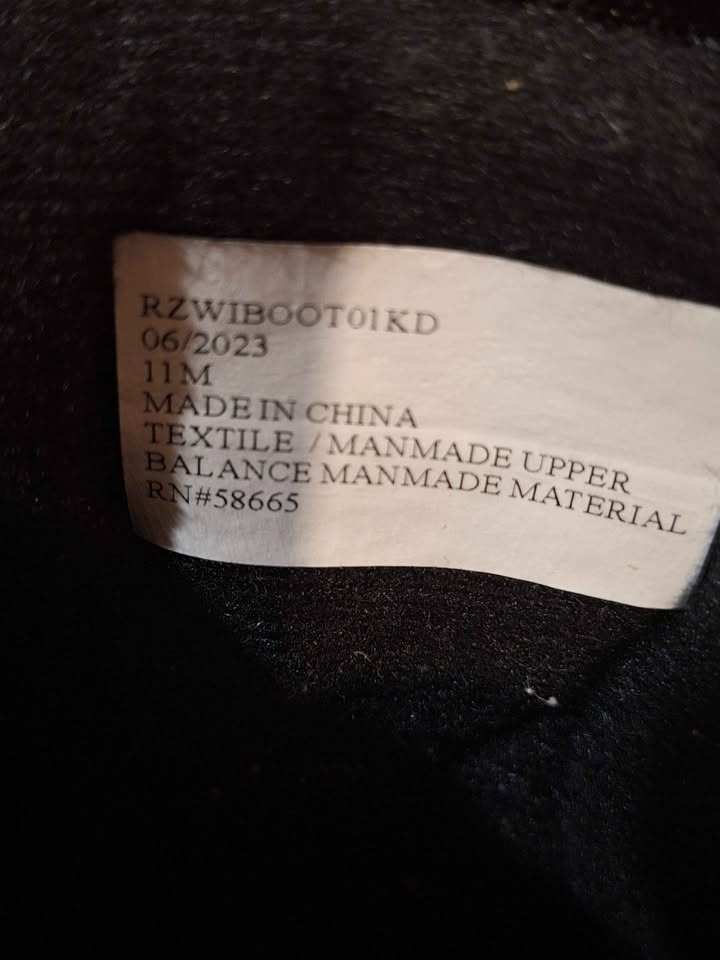 RZWIBOOT01KD
06/2023
11M
MADE IN CHINA
TEXTILE / MANMADE UPPER
BALANCE MANMADE MATERIAL
RN#58665